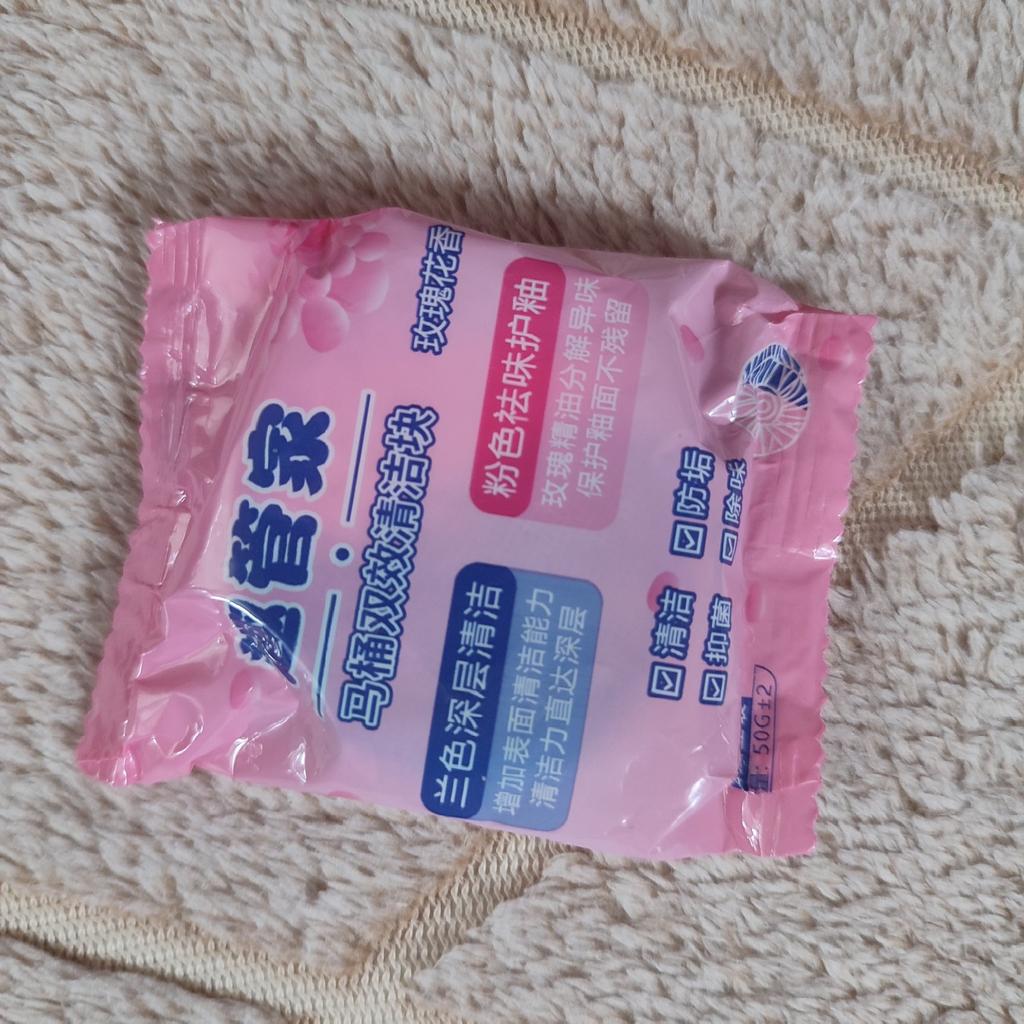 管家
玫瑰花香
马桶双效清洁块
兰色深层清洁
增加表面清洁能力
清洁力直达深层
粉色祛味护釉
玫瑰精油分解异味
保护釉面不残留
清洁
防垢
抑菌
除味
50G±2